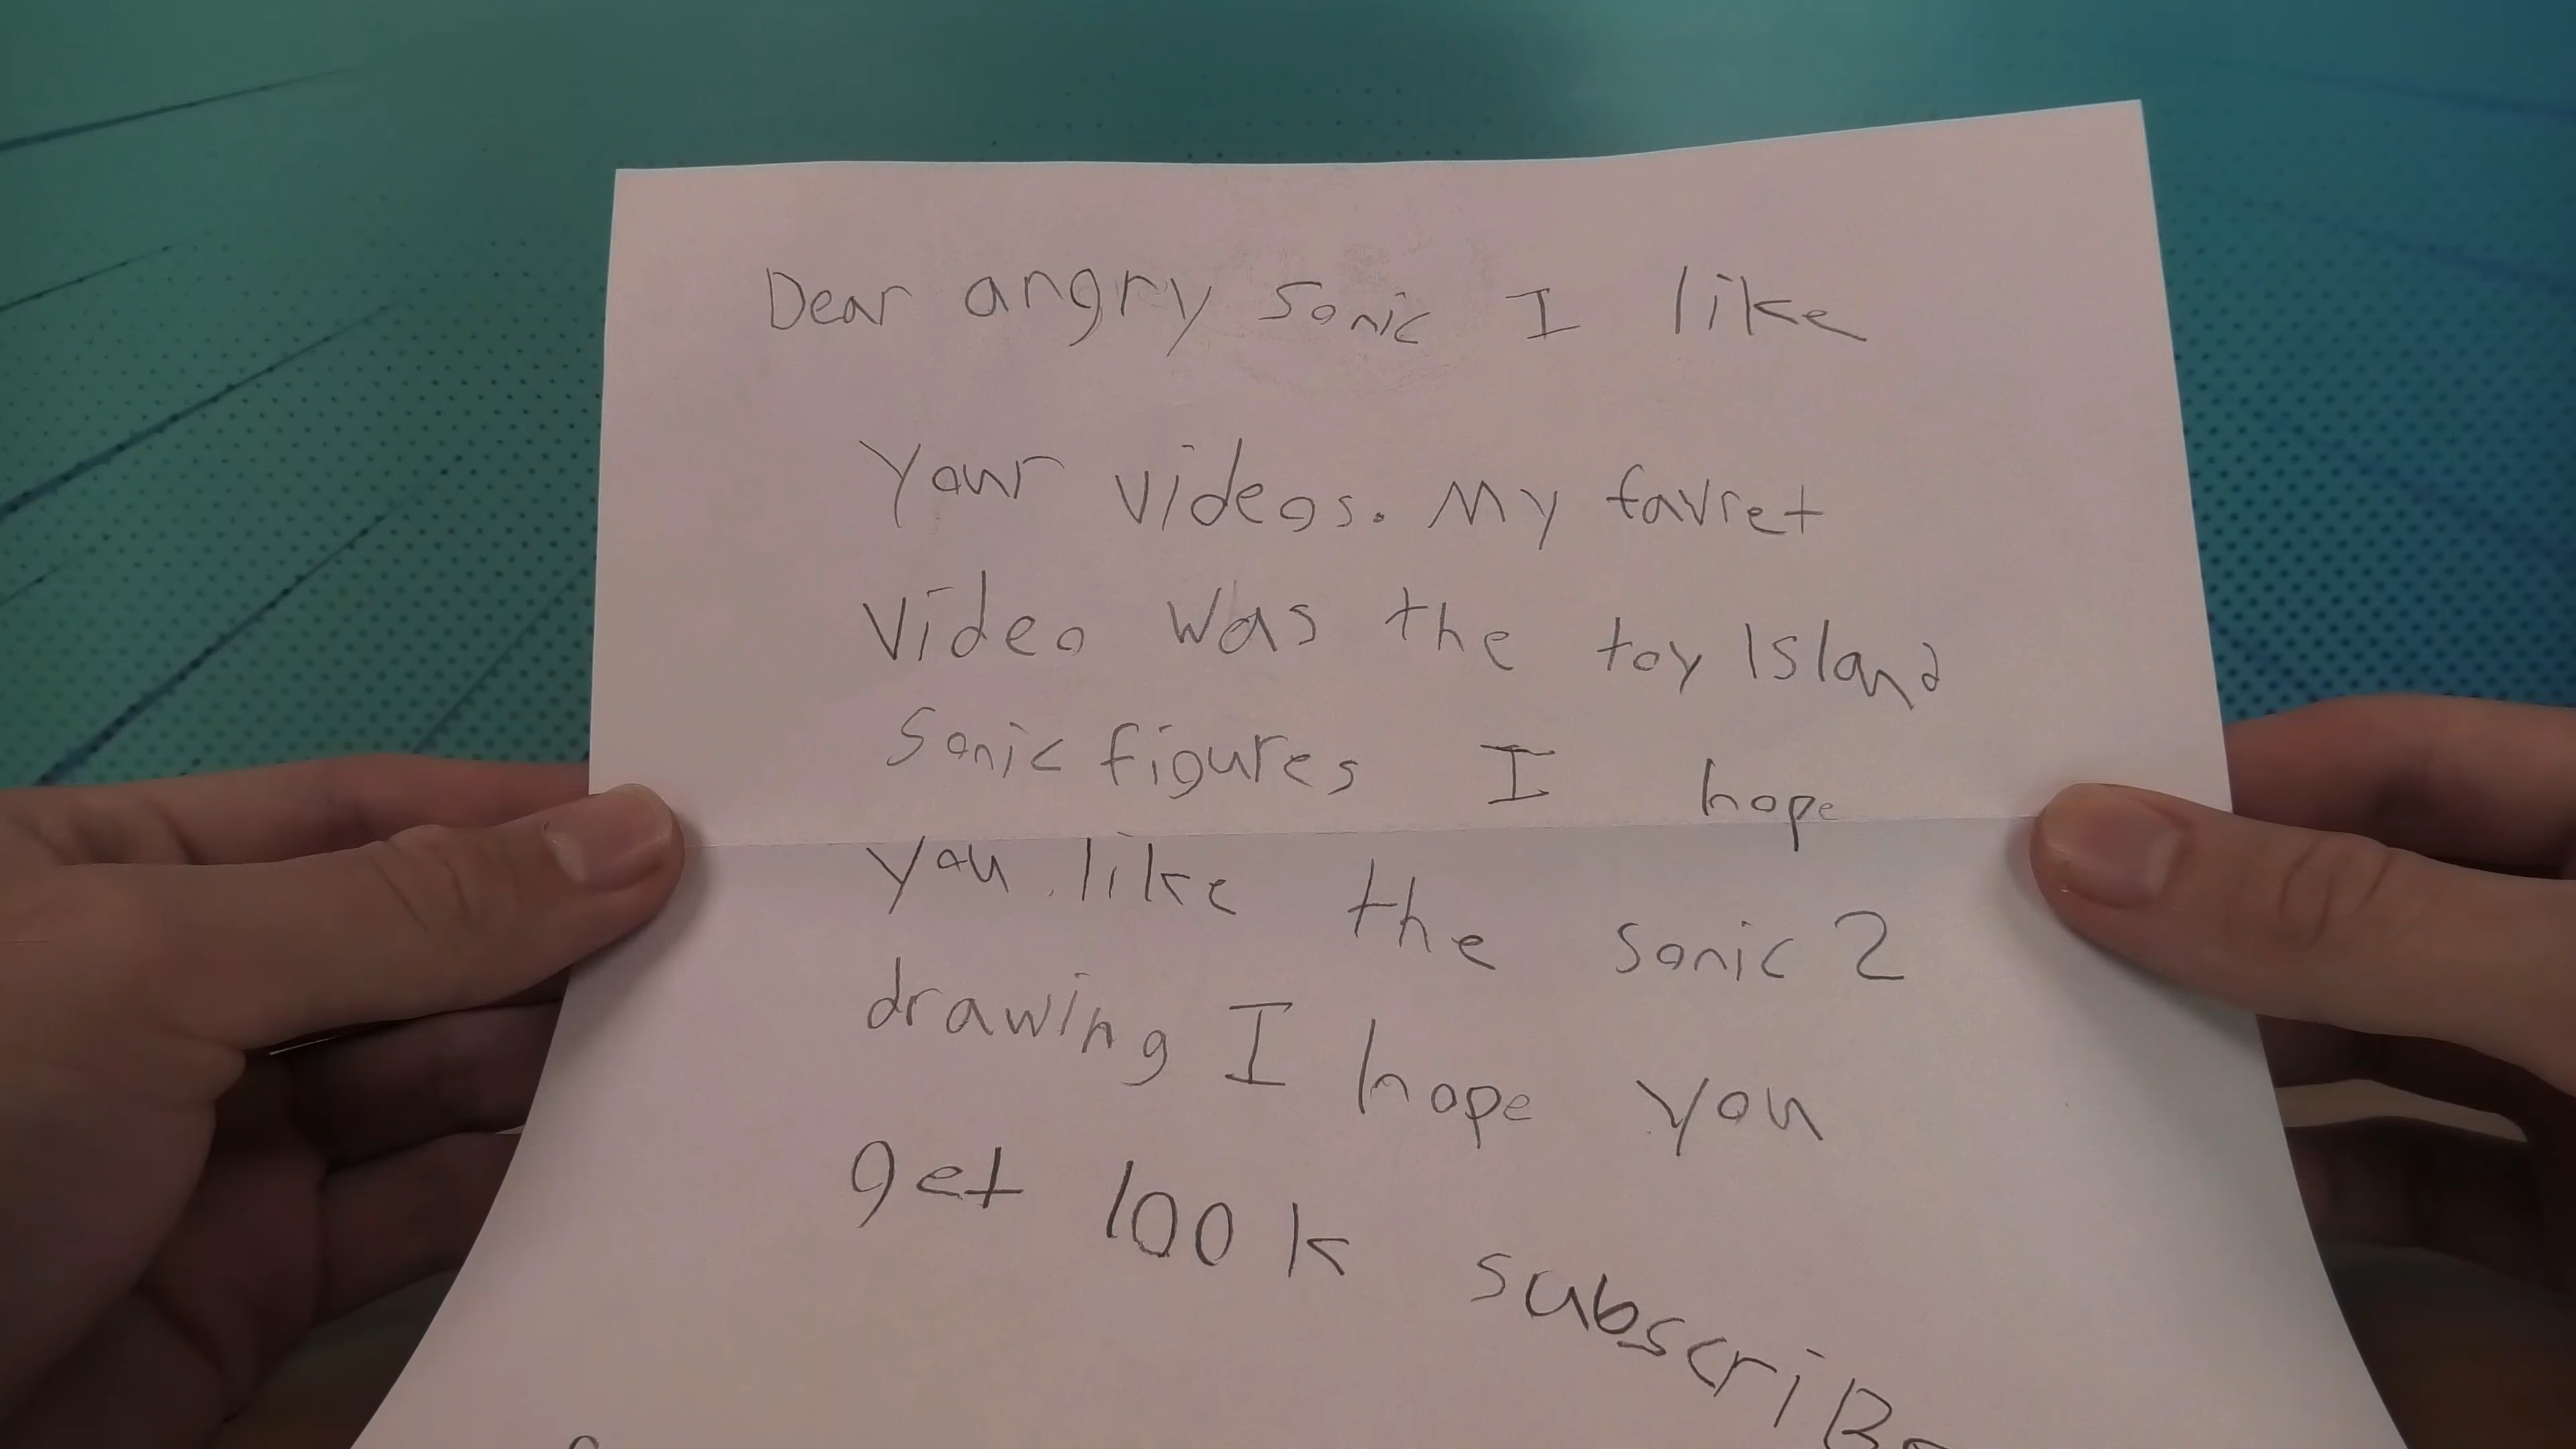 Dear angry sonic I like
Your videos. My favret
video was the toy Island
Sonic figures I hope
you like the sonic 2
drawing I hope you
get 100k